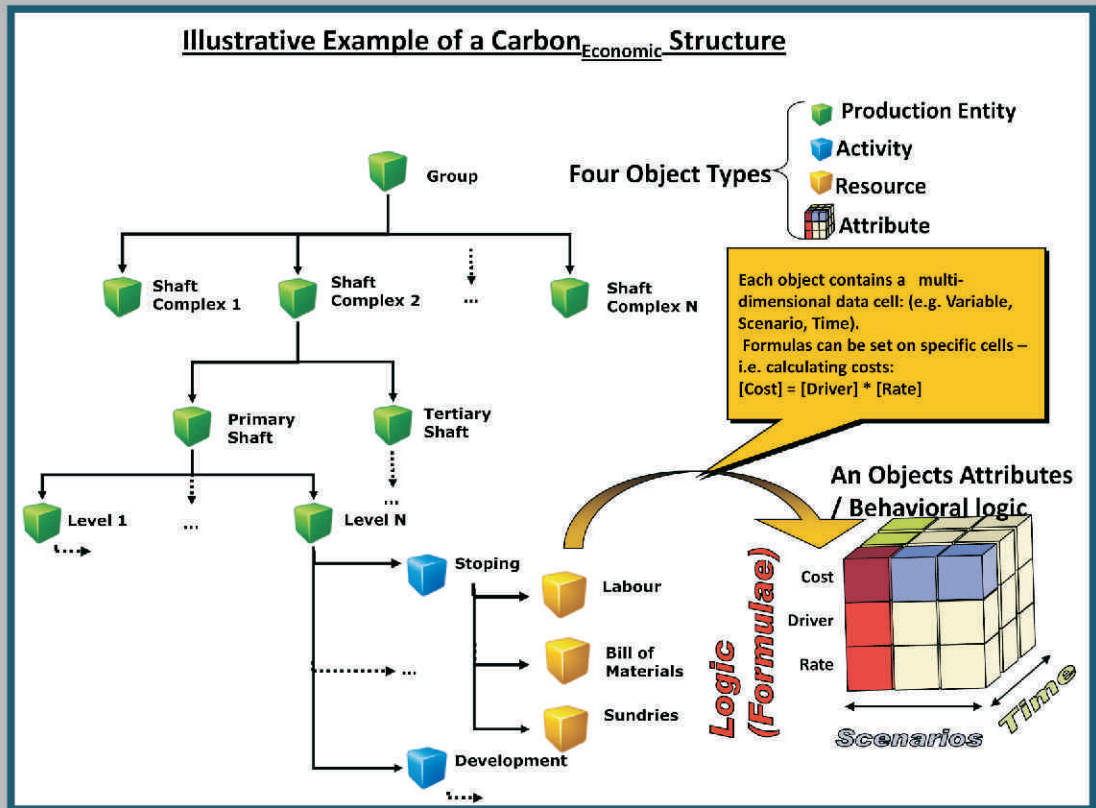 Illustrative Example of a Carbon Economic Structure
Four Object Types
Production Entity
Activity
Resource
Attribute
Group
Shaft
Complex 1
Shaft
Complex 2
...
Shaft
Complex N
Each object contains a multi-
dimensional data cell: (e.g. Variable,
Scenario, Time).
Formulas can be set on specific cells –
i.e. calculating costs:
[Cost] = [Driver] * [Rate]
Primary
Shaft
Tertiary
Shaft
...
Level 1
...
Level N
An Objects Attributes
/ Behavioral logic
Stoping
Labour
...
Bill of
Materials
Sundries
Development
Logic
(Formulae)
Cost
Driver
Rate
Scenarios
Time